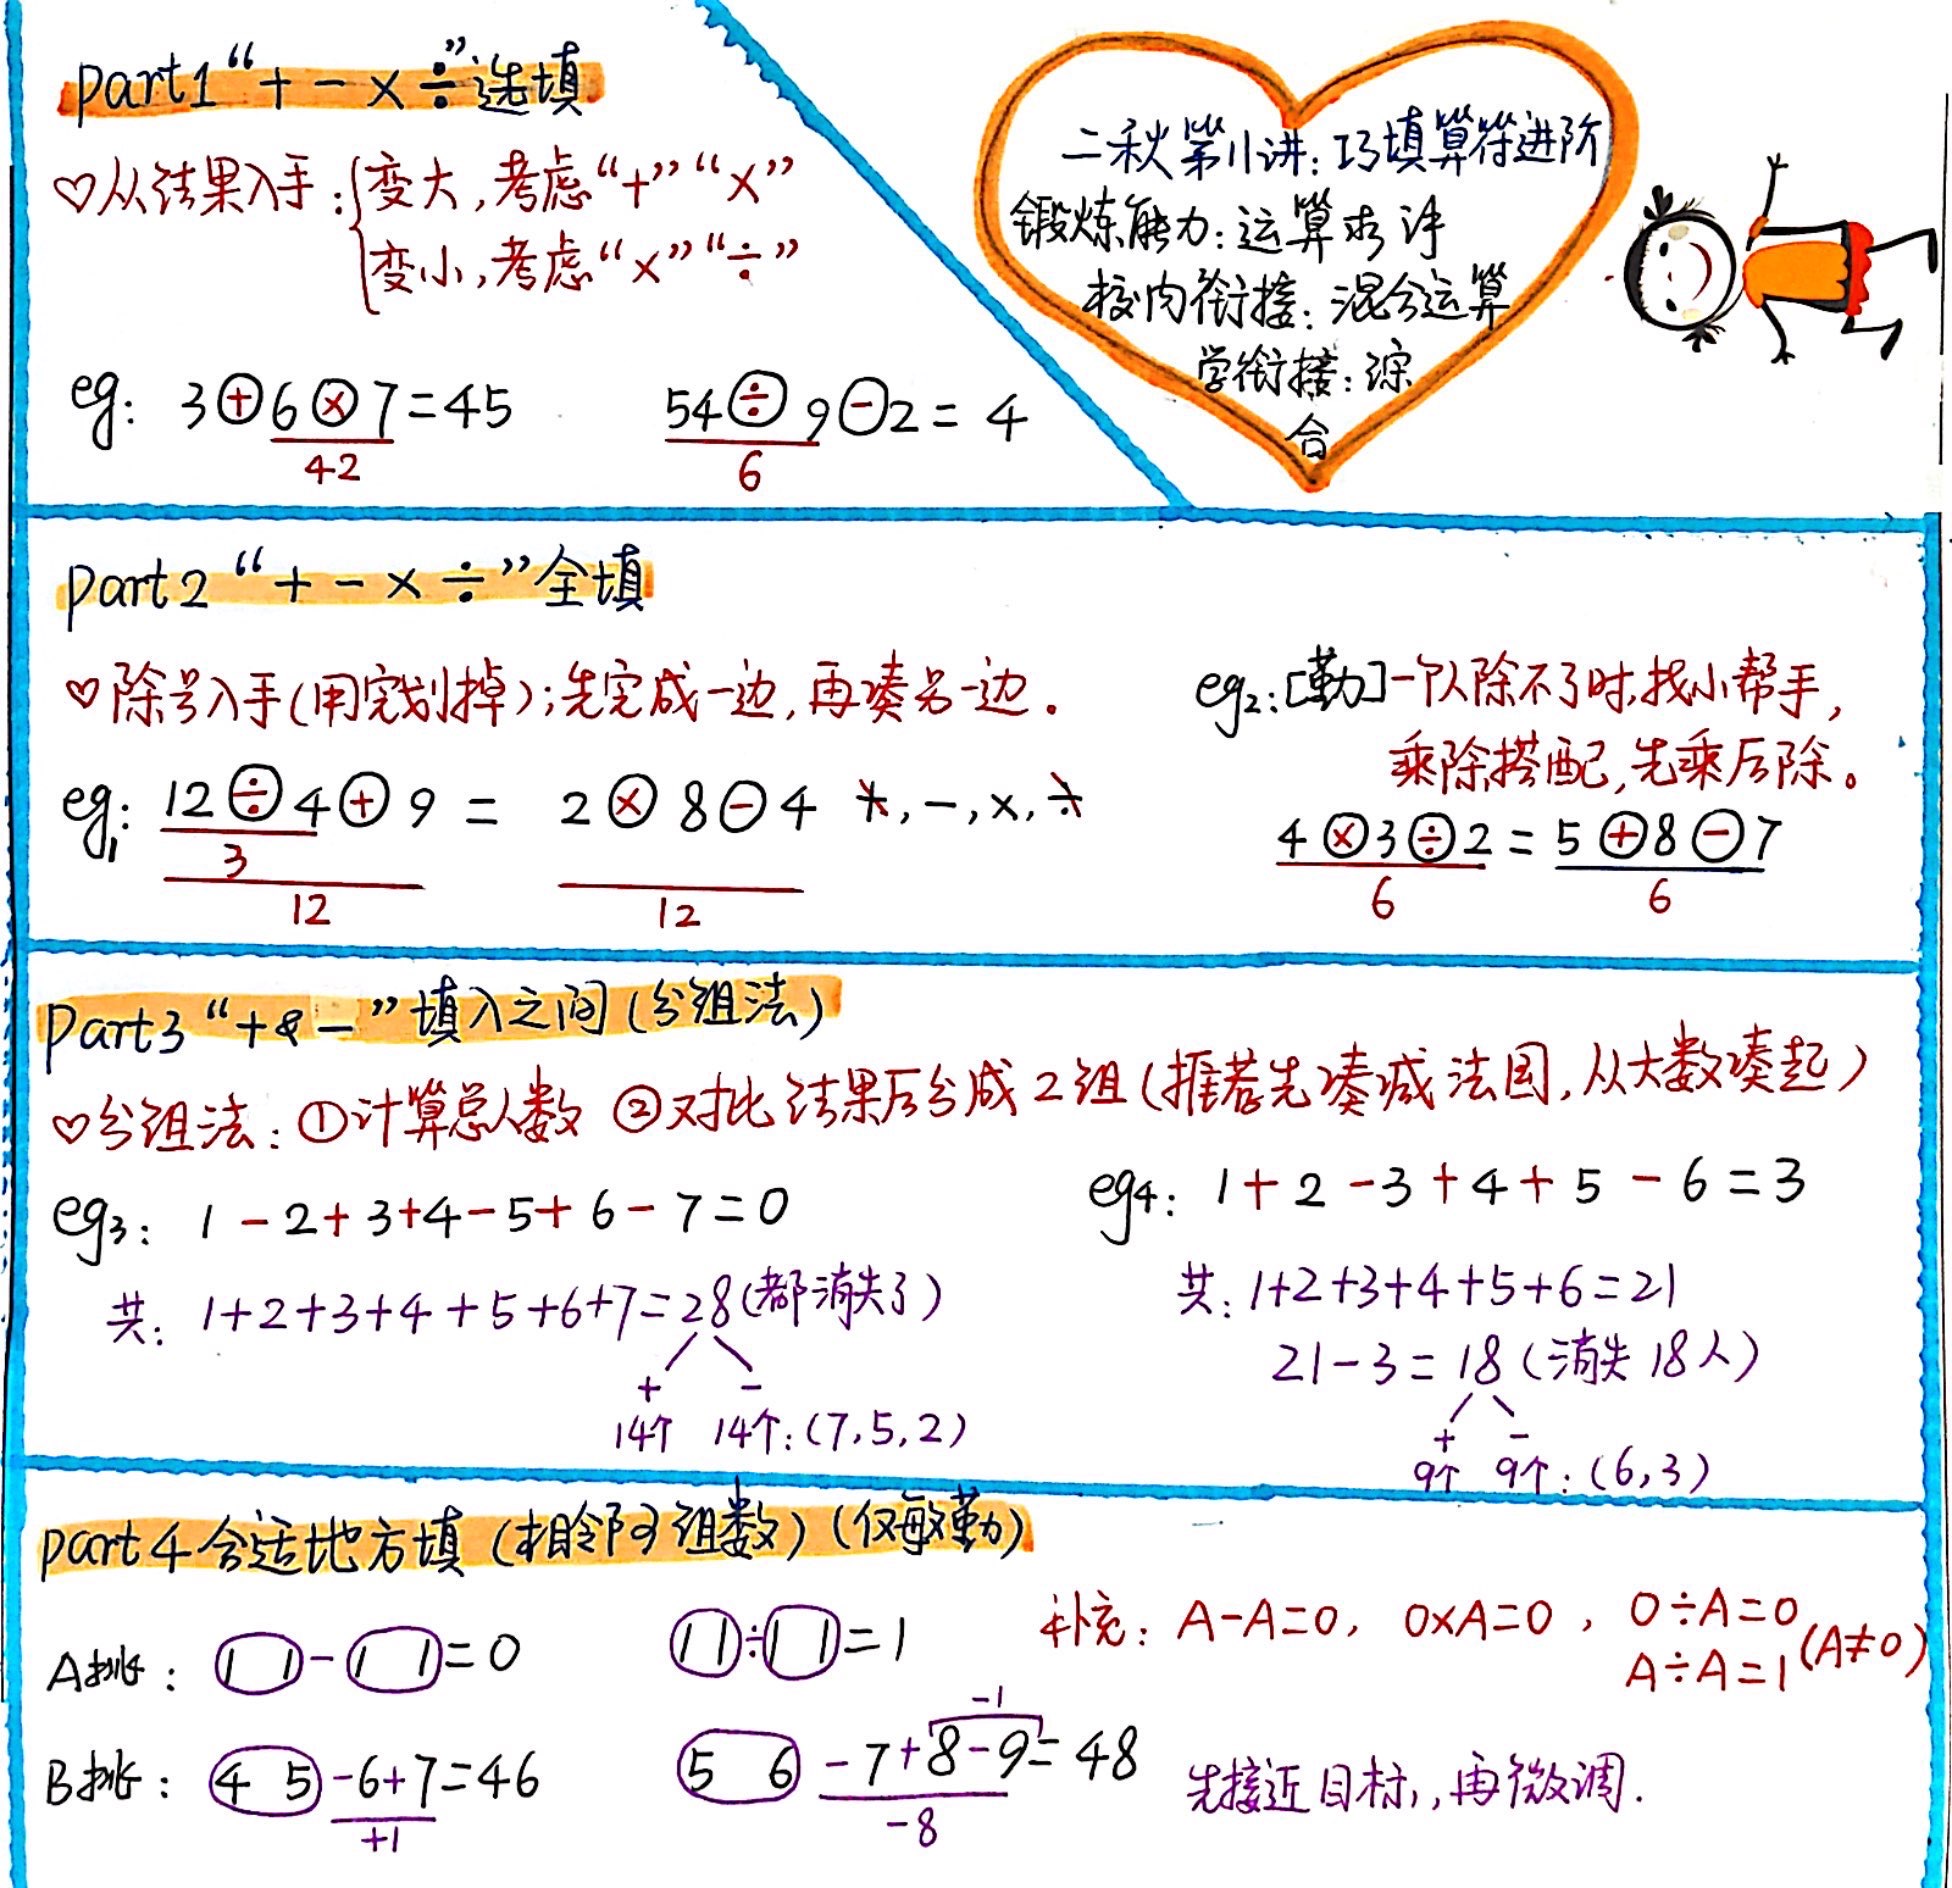 part1“+ - × ÷”选填
♡从结果入手:{变大,考虑“+”“×”
变小,考虑“×”“÷”
eg: 3⊕6⊗7=45 54⨸9⊖2=4
42 6
二秋第11讲:巧填算符进阶
锻炼能力:运算求译
校内衔接:混合运算
学衔接:综
合
part2“+ - × ÷”全填
♡除号入手(用完划掉);先完成一边,再凑另一边.
eg1: 12⨸4⊕9 = 2⊗8⊖4 +, -, ×, ÷
3
12 12
eg2:[勤]一个人除不了时,找小帮手,
乘除搭配,先乘后除。
4⊗3⨸2=5⊕8⊖7
6 6
part3“+&-”填入之间(分组法)
♡分组法:①计算总人数 ②对比结果后分成2组(推荐先凑减法团,从大数凑起)
eg3: 1-2+3+4-5+6-7=0
共: 1+2+3+4+5+6+7=28(都消失了)
+ -
14个 14个:(7,5,2)
eg4: 1+2-3+4+5-6=3
共: 1+2+3+4+5+6=21
21-3=18(消失18人)
+ -
9个 9个:(6,3)
part4合适地方填(相邻组数)(仅敏勤)
A挑: 1 1 - 1 1 = 0 1 1 ÷ 1 1 = 1
补充: A-A=0, 0×A=0, 0÷A=0
A÷A=1 (A≠0)
-1
B挑: 4 5 -6+7=46 5 6 -7+8-9=48 先接近目标,再微调.
+1 -8